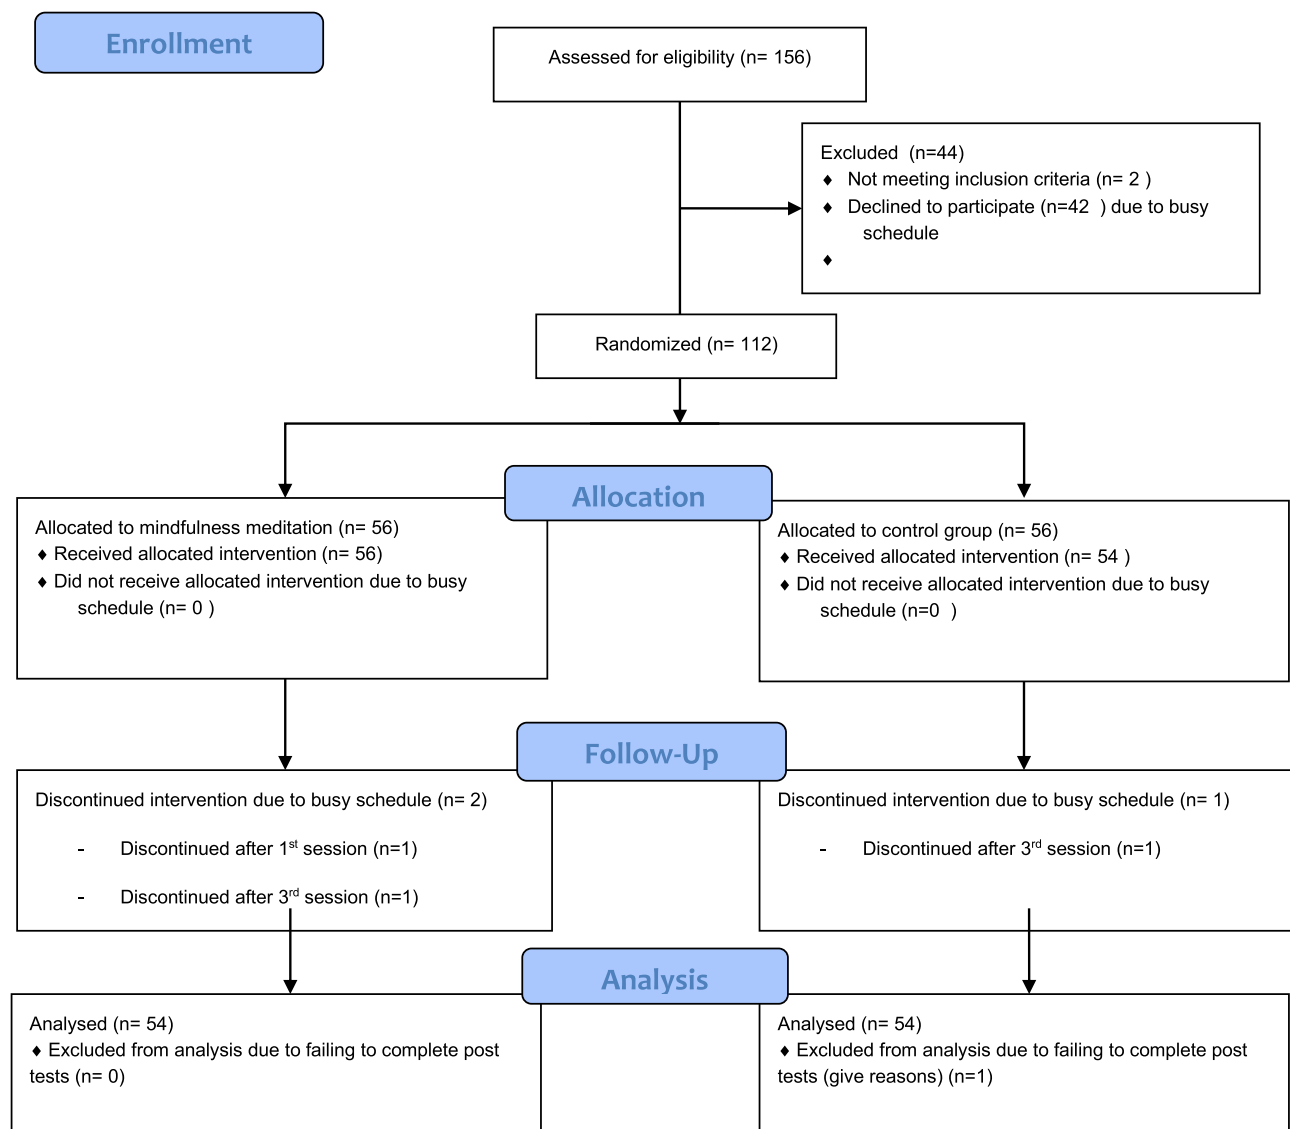 Enrollment
Assessed for eligibility (n= 156)
Excluded  (n=44)
♦ Not meeting inclusion criteria (n= 2 )
♦ Declined to participate (n=42  ) due to busy
schedule
♦
Randomized (n= 112)
Allocation
Allocated to mindfulness meditation (n= 56)
♦ Received allocated intervention (n= 56)
♦ Did not receive allocated intervention due to busy
schedule (n= 0 )
Allocated to control group (n= 56)
♦ Received allocated intervention (n= 54 )
♦ Did not receive allocated intervention due to busy
schedule (n=0  )
Follow-Up
Discontinued intervention due to busy schedule (n= 2)
- Discontinued after 1st session (n=1)
- Discontinued after 3rd session (n=1)
Discontinued intervention due to busy schedule (n= 1)
- Discontinued after 3rd session (n=1)
Analysis
Analysed (n= 54)
♦ Excluded from analysis due to failing to complete post
tests (n= 0)
Analysed (n= 54)
♦ Excluded from analysis due to failing to complete post
tests (give reasons) (n=1)